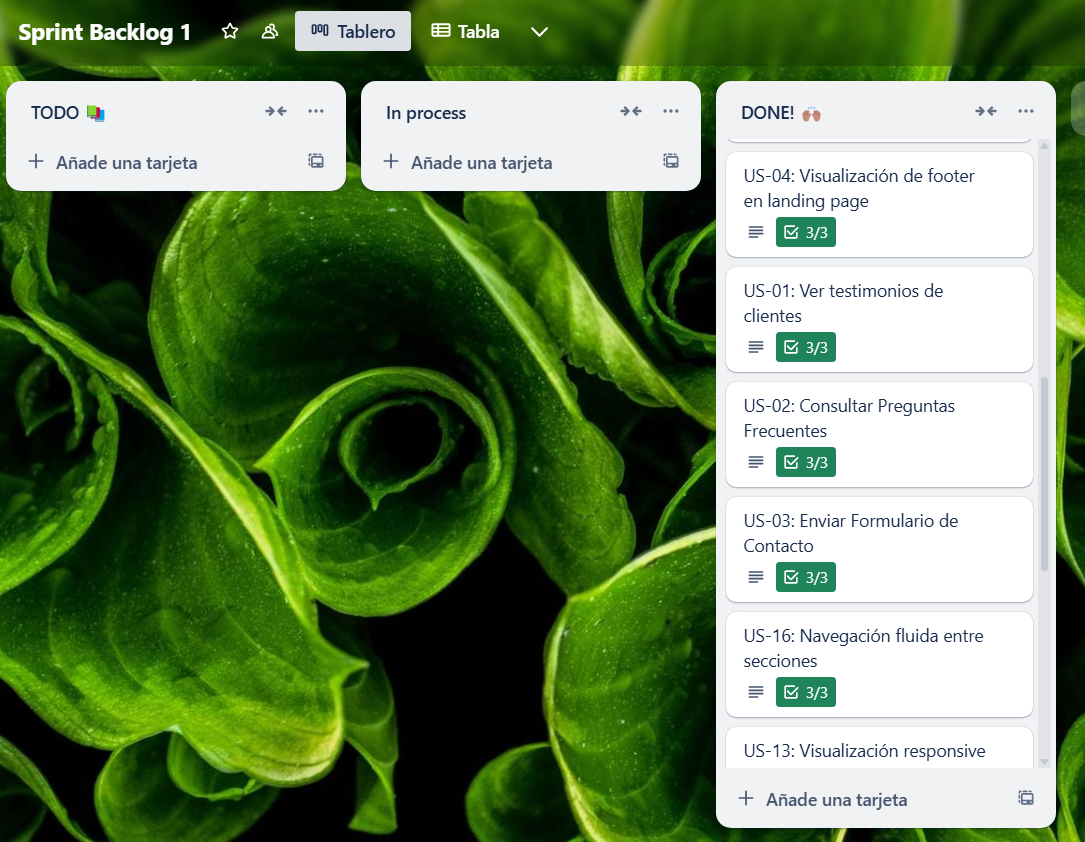 Sprint Backlog 1
Tablero
Tabla
TODO
Añade una tarjeta
In process
Añade una tarjeta
DONE!
US-04: Visualización de footer
en landing page
3/3
US-01: Ver testimonios de
clientes
3/3
US-02: Consultar Preguntas
Frecuentes
3/3
US-03: Enviar Formulario de
Contacto
3/3
US-16: Navegación fluida entre
secciones
3/3
US-13: Visualización responsive
Añade una tarjeta